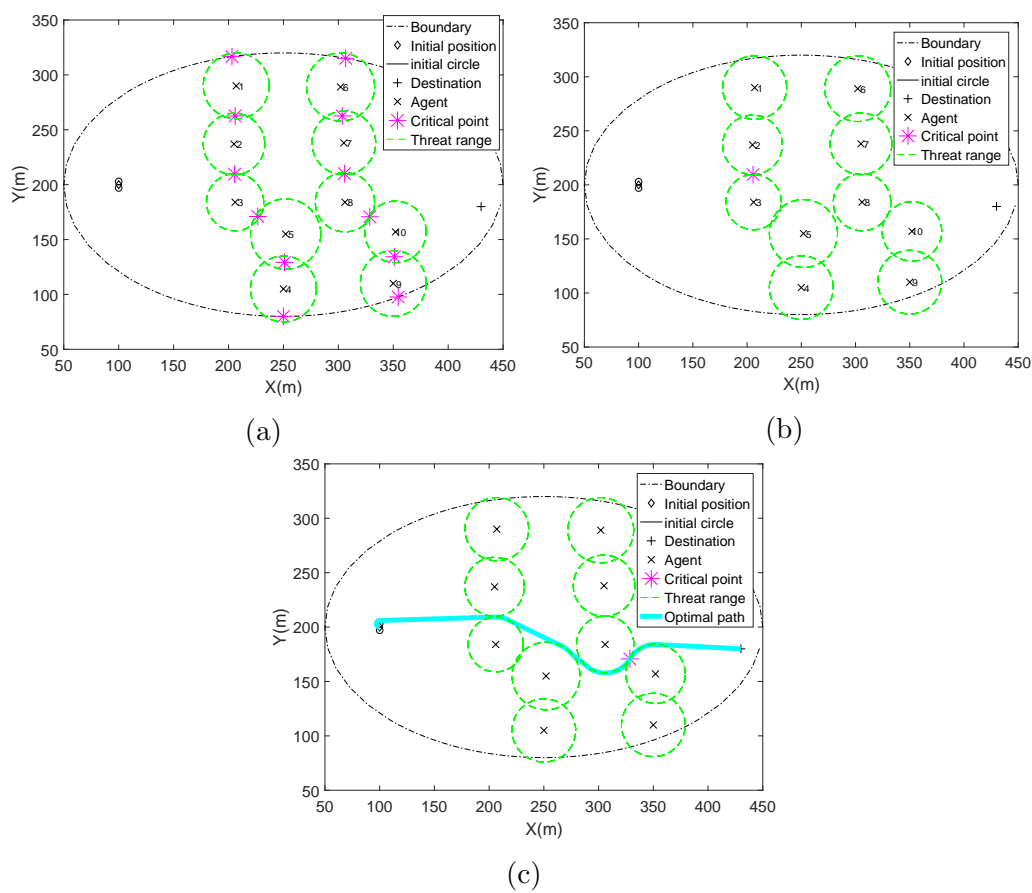 350
300
250
200
150
100
50
Y(m)
50 100 150 200 250 300 350 400 450
X(m)
Boundary
Initial position
initial circle
Destination
Agent
Critical point
Threat range
1
2
3
4
5
6
7
8
9
10
(a)
350
300
250
200
150
100
50
Y(m)
50 100 150 200 250 300 350 400 450
X(m)
Boundary
Initial position
initial circle
Destination
Agent
Critical point
Threat range
1
2
3
4
5
6
7
8
9
10
(b)
350
300
250
200
150
100
50
Y(m)
50 100 150 200 250 300 350 400 450
X(m)
Boundary
Initial position
initial circle
Destination
Agent
Critical point
Threat range
Optimal path
(c)